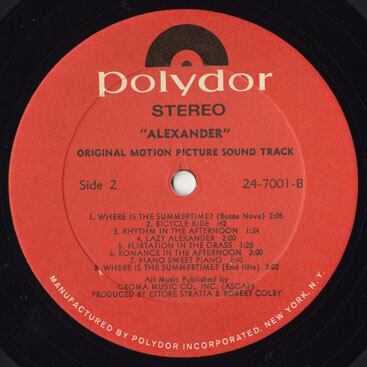 polydor
STEREO
"ALEXANDER"
ORIGINAL MOTION PICTURE SOUND TRACK
Side 2 24-7001-B
1. WHERE IS THE SUMMERTIME? (Bossa Nova) 2:05
2. BICYCLE RIDE
3. RHYTHM IN THE AFTERNOON 1:24
4. LAZY ALEXANDER 2:00
5. FLIRTATION IN THE GRASS 1:28
6. ROMANCE IN THE AFTERNOON 3:00
7. PIANO SWEET PIANO 2:40
8. WHERE IS THE SUMMERTIME? (End title) 3:03
All Music Published by
CROMA MUSIC CO., INC. (ASCAP)
PRODUCED BY ETTORE STRATTA & ROBERT COLBY
MANUFACTURED BY POLYDOR INCORPORATED, NEW YORK, N.Y.